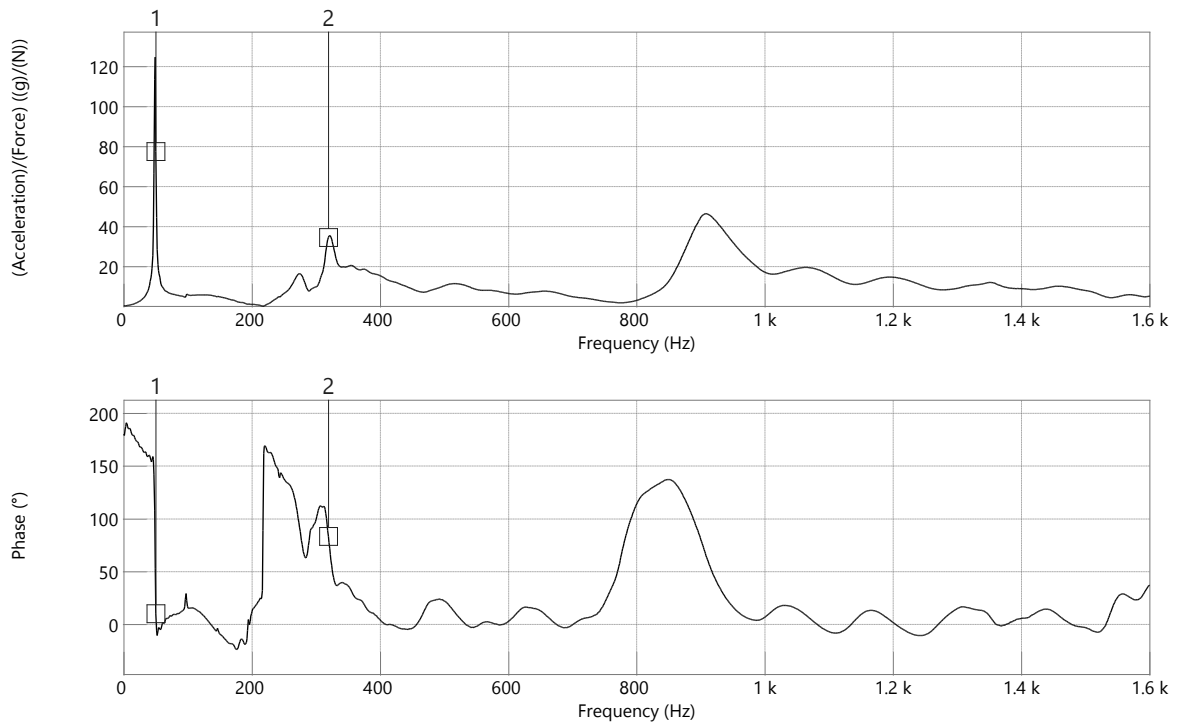 1 2
(Acceleration)/(Force) ((g)/(N))
120
100
80
60
40
20
0 200 400 600 800 1 k 1.2 k 1.4 k 1.6 k
Frequency (Hz)
1 2
Phase (°)
200
150
100
50
0
0 200 400 600 800 1 k 1.2 k 1.4 k 1.6 k
Frequency (Hz)